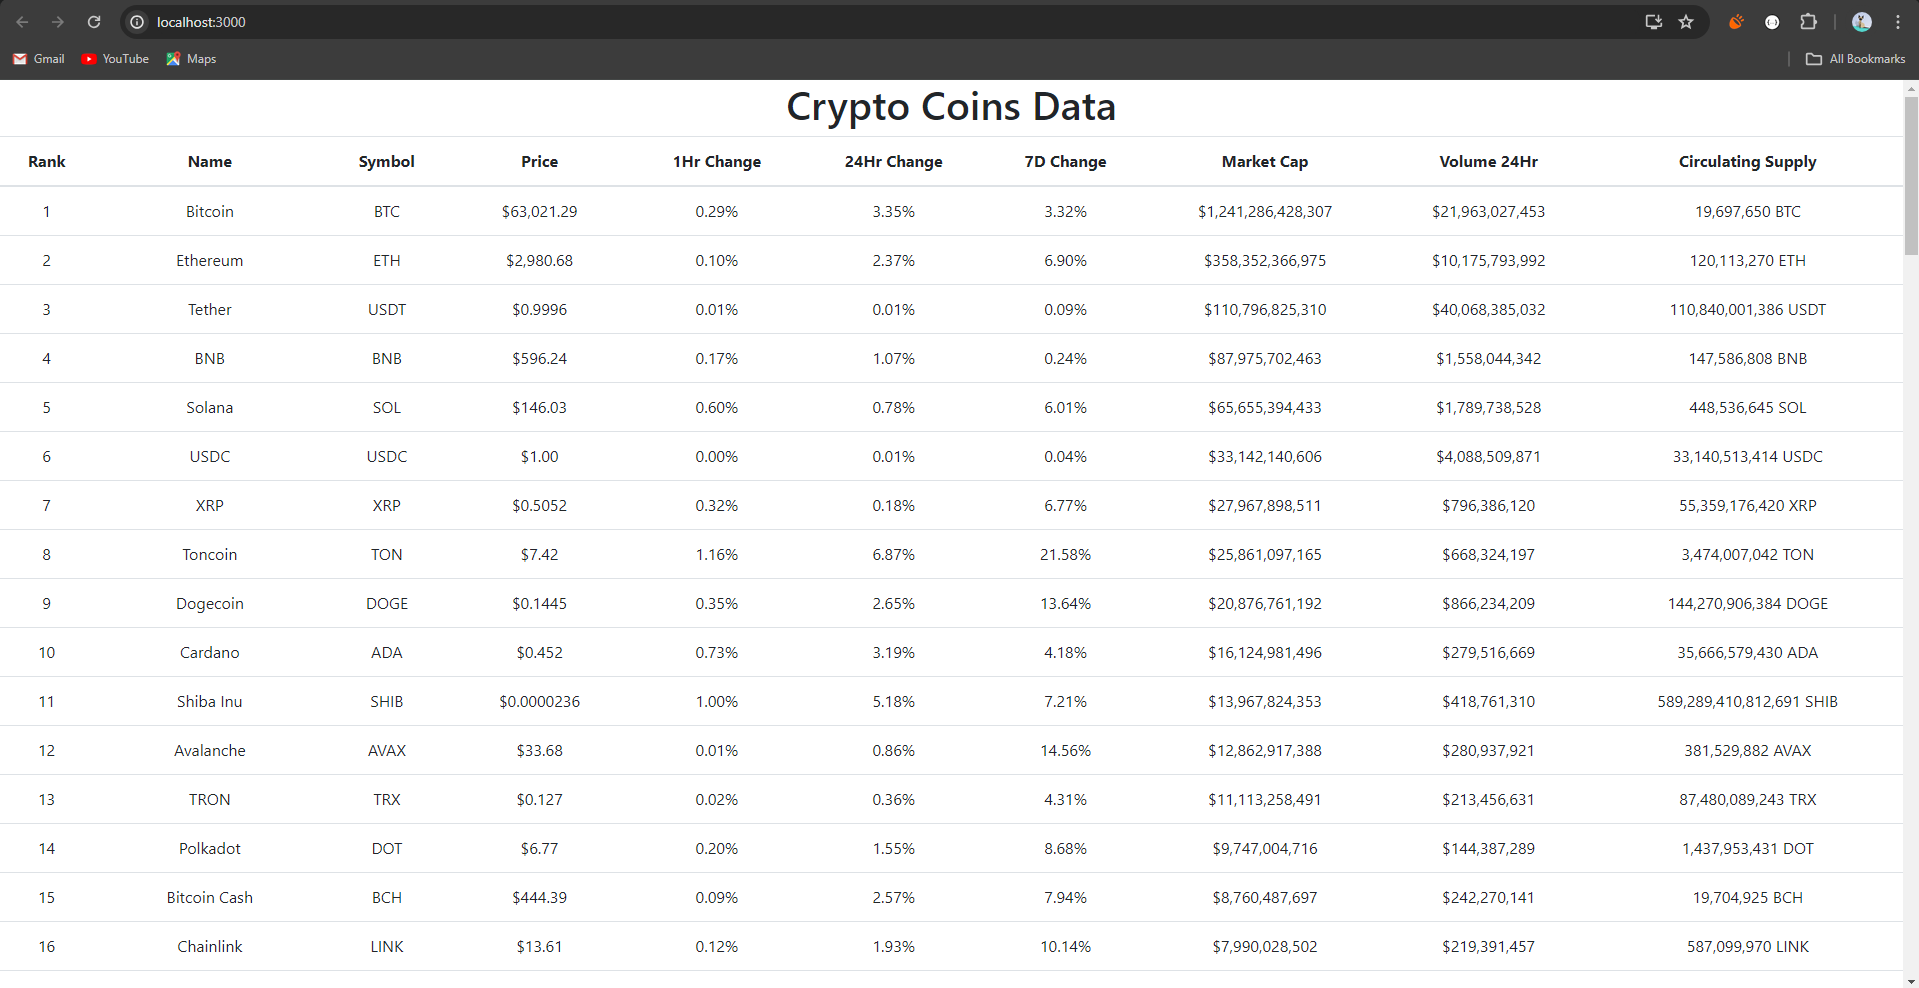 localhost:3000
Gmail YouTube Maps All Bookmarks
Crypto Coins Data
Rank Name Symbol Price 1Hr Change 24Hr Change 7D Change Market Cap Volume 24Hr Circulating Supply
1 Bitcoin BTC $63,021.29 0.29% 3.35% 3.32% $1,241,286,428,307 $21,963,027,453 19,697,650 BTC
2 Ethereum ETH $2,980.68 0.10% 2.37% 6.90% $358,352,366,975 $10,175,793,992 120,113,270 ETH
3 Tether USDT $0.9996 0.01% 0.01% 0.09% $110,796,825,310 $40,068,385,032 110,840,001,386 USDT
4 BNB BNB $596.24 0.17% 1.07% 0.24% $87,975,702,463 $1,558,044,342 147,586,808 BNB
5 Solana SOL $146.03 0.60% 0.78% 6.01% $65,655,394,433 $1,789,738,528 448,536,645 SOL
6 USDC USDC $1.00 0.00% 0.01% 0.04% $33,142,140,606 $4,088,509,871 33,140,513,414 USDC
7 XRP XRP $0.5052 0.32% 0.18% 6.77% $27,967,898,511 $796,386,120 55,359,176,420 XRP
8 Toncoin TON $7.42 1.16% 6.87% 21.58% $25,861,097,165 $668,324,197 3,474,007,042 TON
9 Dogecoin DOGE $0.1445 0.35% 2.65% 13.64% $20,876,761,192 $866,234,209 144,270,906,384 DOGE
10 Cardano ADA $0.452 0.73% 3.19% 4.18% $16,124,981,496 $279,516,669 35,666,579,430 ADA
11 Shiba Inu SHIB $0.0000236 1.00% 5.18% 7.21% $13,967,824,353 $418,761,310 589,289,410,812,691 SHIB
12 Avalanche AVAX $33.68 0.01% 0.86% 14.56% $12,862,917,388 $280,937,921 381,529,882 AVAX
13 TRON TRX $0.127 0.02% 0.36% 4.31% $11,113,258,491 $213,456,631 87,480,089,243 TRX
14 Polkadot DOT $6.77 0.20% 1.55% 8.68% $9,747,004,716 $144,387,289 1,437,953,431 DOT
15 Bitcoin Cash BCH $444.39 0.09% 2.57% 7.94% $8,760,487,697 $242,270,141 19,704,925 BCH
16 Chainlink LINK $13.61 0.12% 1.93% 10.14% $7,990,028,502 $219,391,457 587,099,970 LINK